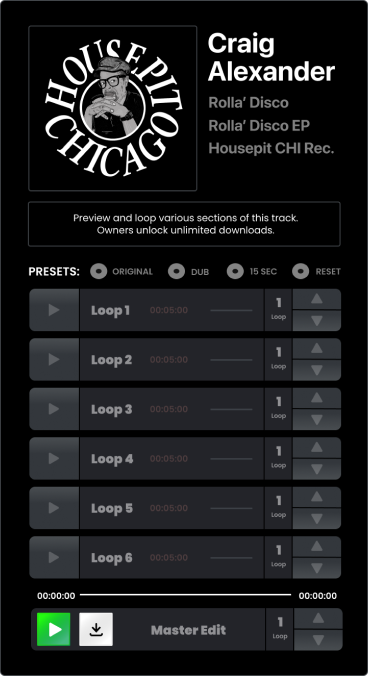 HOUSEPIT
CHICAGO
Craig
Alexander
Rolla’ Disco
Rolla’ Disco EP
Housepit CHI Rec.
Preview and loop various sections of this track.
Owners unlock unlimited downloads.
PRESETS: ORIGINAL DUB 15 SEC RESET
Loop 1 00:05:00 1
Loop
Loop 2 00:05:00 1
Loop
Loop 3 00:05:00 1
Loop
Loop 4 00:05:00 1
Loop
Loop 5 00:05:00 1
Loop
Loop 6 00:05:00 1
Loop
00:00:00 00:00:00
Master Edit 1
Loop